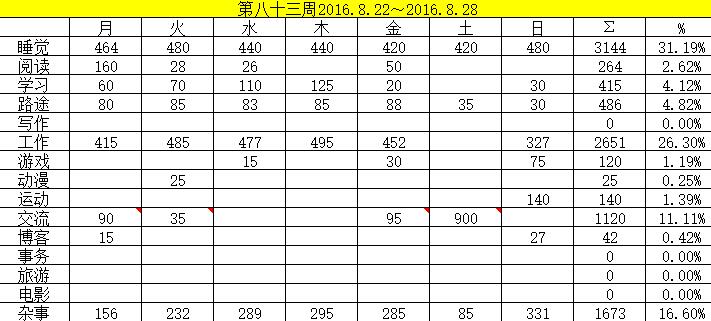 第八十三周2016.8.22～2016.8.28
月 火 水 木 金 土 日 Σ %
睡觉 464 480 440 440 420 420 480 3144 31.19%
阅读 160 28 26 50 264 2.62%
学习 60 70 110 125 20 30 415 4.12%
路途 80 85 83 85 88 35 30 486 4.82%
写作 0 0.00%
工作 415 485 477 495 452 327 2651 26.30%
游戏 15 30 75 120 1.19%
动漫 25 25 0.25%
运动 140 140 1.39%
交流 90 35 95 900 1120 11.11%
博客 15 27 42 0.42%
事务 0 0.00%
旅游 0 0.00%
电影 0 0.00%
杂事 156 232 289 295 285 85 331 1673 16.60%